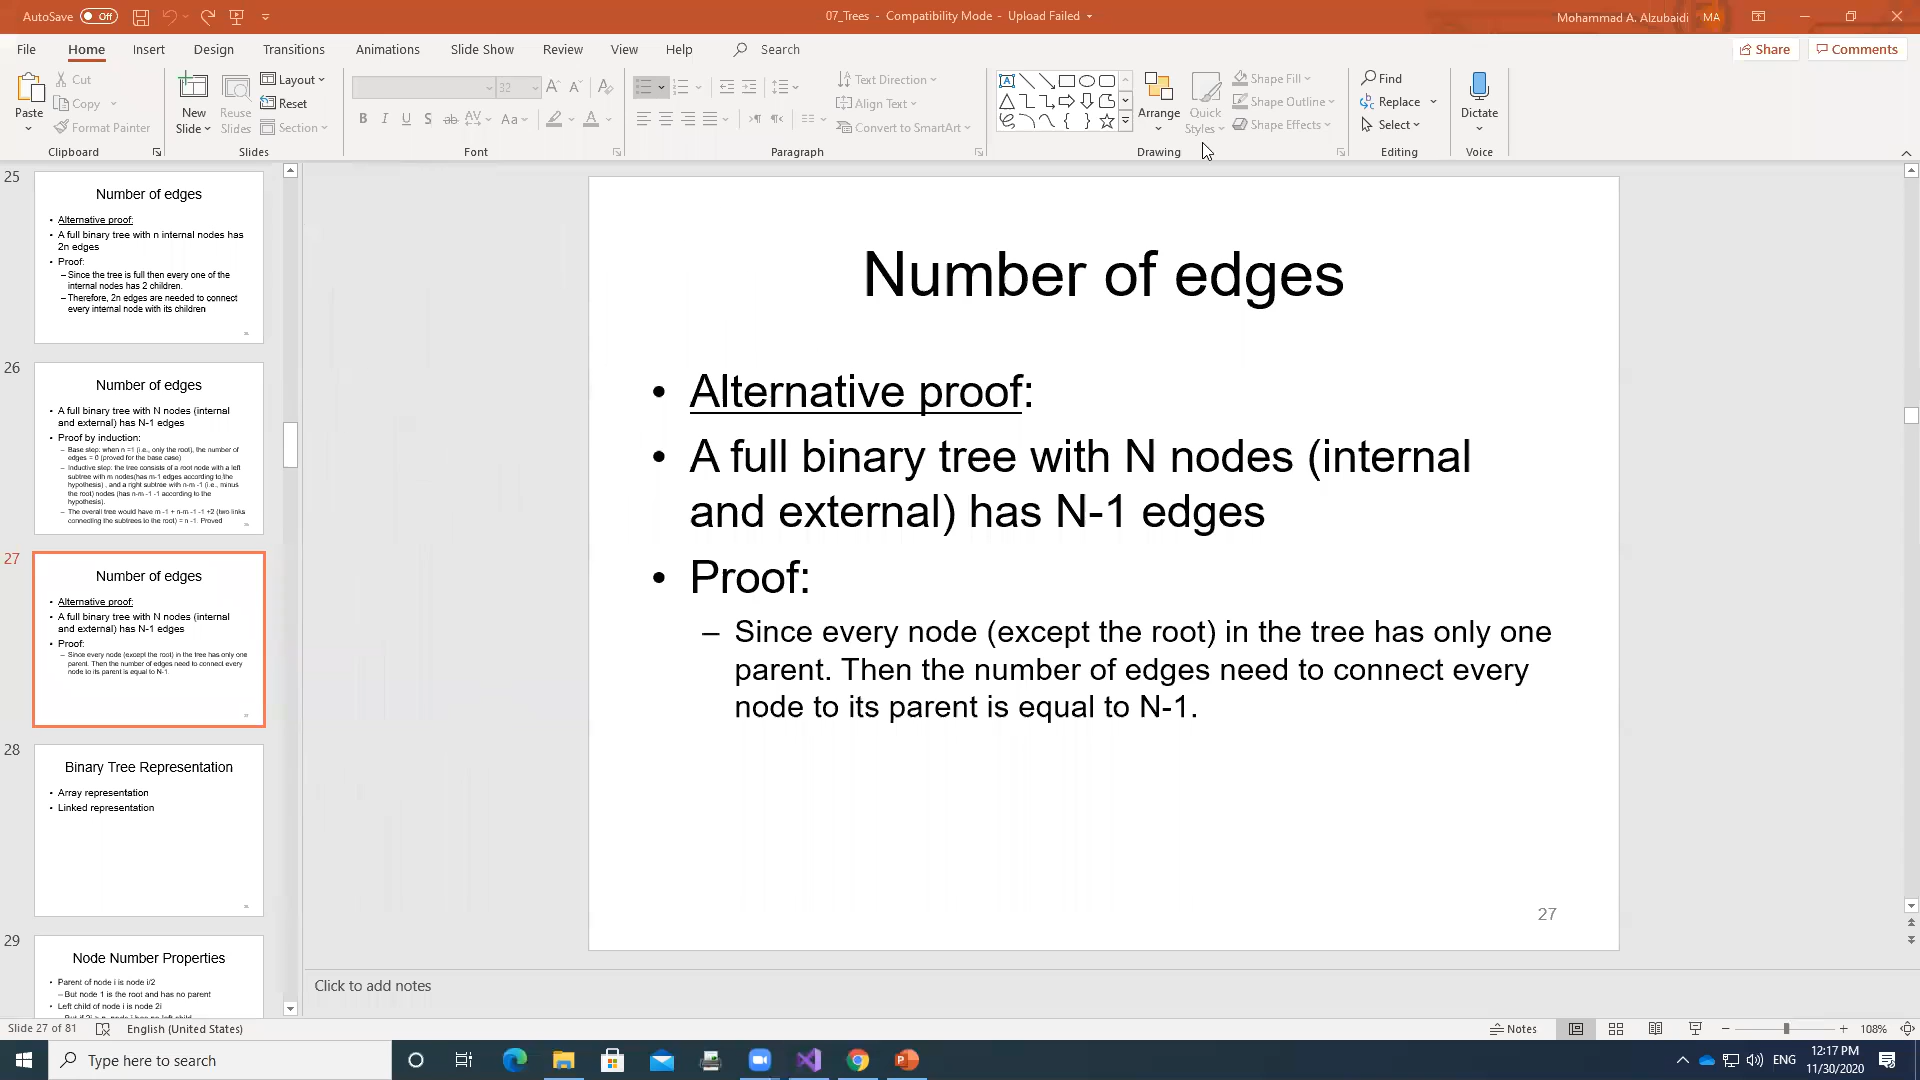 AutoSave Off
07_Trees - Compatibility Mode - Upload Failed
Mohammad A. Alzubaidi MA
File Home Insert Design Transitions Animations Slide Show Review View Help Search Share Comments
Paste Cut Copy Format Painter
Clipboard
New Slide Reuse Slides Layout Reset Section
Slides
32
B I U S ab AV Aa A
Font
Text Direction
Align Text
Convert to SmartArt
Paragraph
Arrange Quick Styles
Shape Fill
Shape Outline
Shape Effects
Drawing
Find
Replace
Select
Editing
Dictate
Voice
25
Number of edges
• Alternative proof:
• A full binary tree with n internal nodes has
2n edges
• Proof:
– Since the tree is full then every one of the
internal nodes has 2 children.
– Therefore, 2n edges are needed to connect
every internal node with its children
26
Number of edges
• A full binary tree with N nodes (internal
and external) has N-1 edges
• Proof by induction:
– Base step: when n =1 (i.e., only the root), the number of
edges = 0 (proved for the base case)
– Inductive step: the tree consists of a root node with a left
subtree with m nodes(has m-1 edges according to the
hypothesis) , and a right subtree with n-m -1 (i.e., minus
the root) nodes (has n-m -1 -1 according to the
hypothesis).
– The overall tree would have m -1 + n-m -1 -1 +2 (two links
connecting the subtrees to the root) = n -1. Proved
27
Number of edges
• Alternative proof:
• A full binary tree with N nodes (internal
and external) has N-1 edges
• Proof:
– Since every node (except the root) in the tree has only one
parent. Then the number of edges need to connect every
node to its parent is equal to N-1.
28
Binary Tree Representation
• Array representation
• Linked representation
29
Node Number Properties
• Parent of node i is node i/2
– But node 1 is the root and has no parent
• Left child of node i is node 2i
Number of edges
• Alternative proof:
• A full binary tree with N nodes (internal
and external) has N-1 edges
• Proof:
– Since every node (except the root) in the tree has only one
parent. Then the number of edges need to connect every
node to its parent is equal to N-1.
27
Click to add notes
Slide 27 of 81 English (United States) Notes 108%
Type here to search
ENG 12:17 PM
11/30/2020